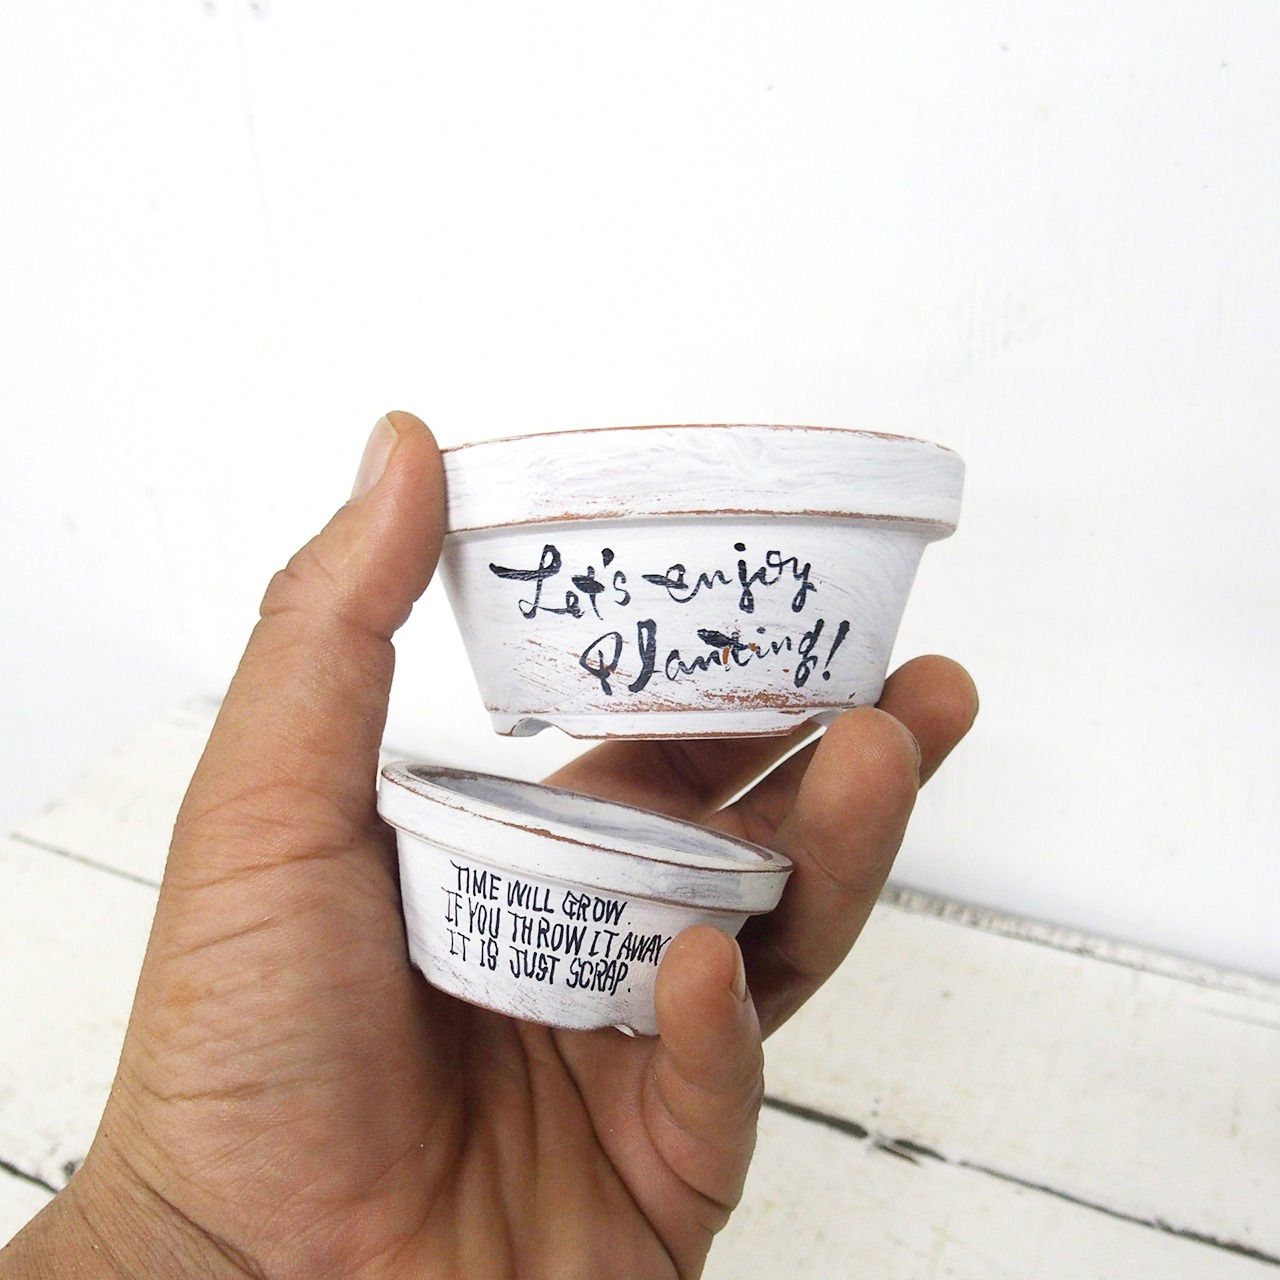 Let's enjoy
Planting!
TIME WILL GROW.
IF YOU THROW IT AWAY
IT IS JUST SCRAP.